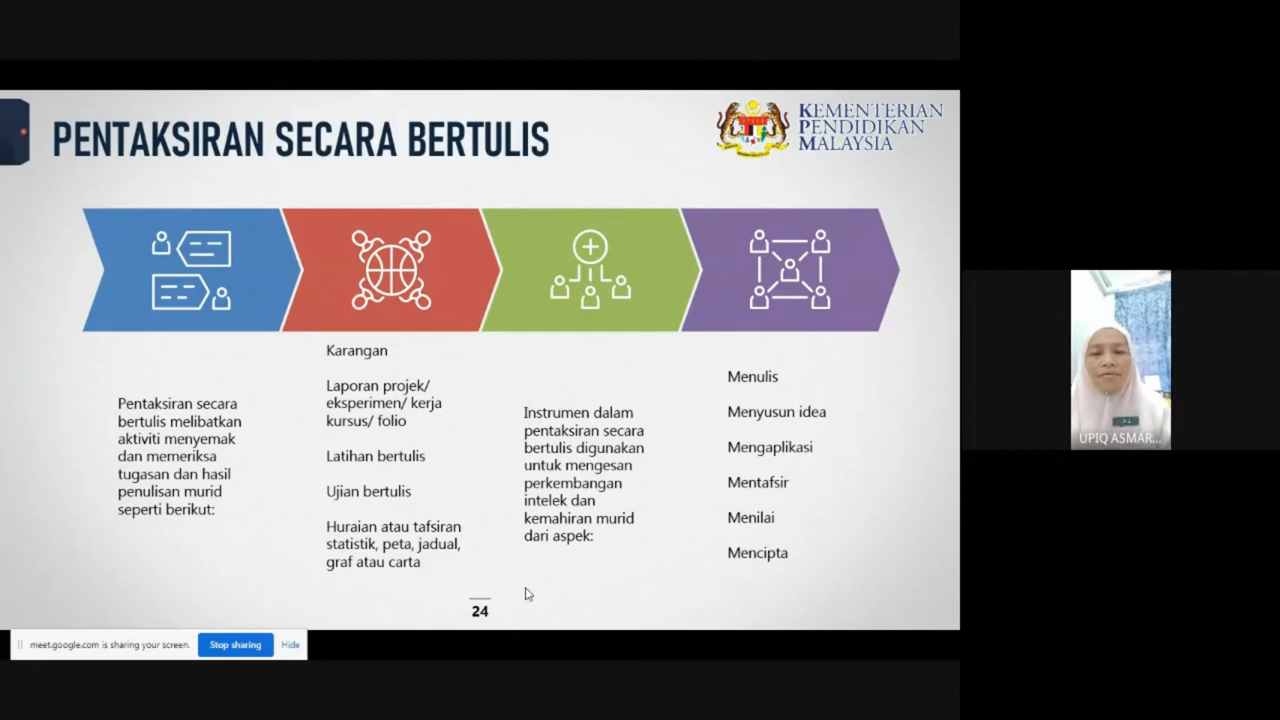 PENTAKSIRAN SECARA BERTULIS
KEMENTERIAN
PENDIDIKAN
MALAYSIA
Pentaksiran secara
bertulis melibatkan
aktiviti menyemak
dan memeriksa
tugasan dan hasil
penulisan murid
seperti berikut:
Karangan
Laporan projek/
eksperimen/ kerja
kursus/ folio
Latihan bertulis
Ujian bertulis
Huraian atau tafsiran
statistik, peta, jadual,
graf atau carta
Instrumen dalam
pentaksiran secara
bertulis digunakan
untuk mengesan
perkembangan
intelek dan
kemahiran murid
dari aspek:
Menulis
Menyusun idea
Mengaplikasi
Mentafsir
Menilai
Mencipta
24
meet.google.com is sharing your screen.
Stop sharing
Hide
UPIQ ASMAR...